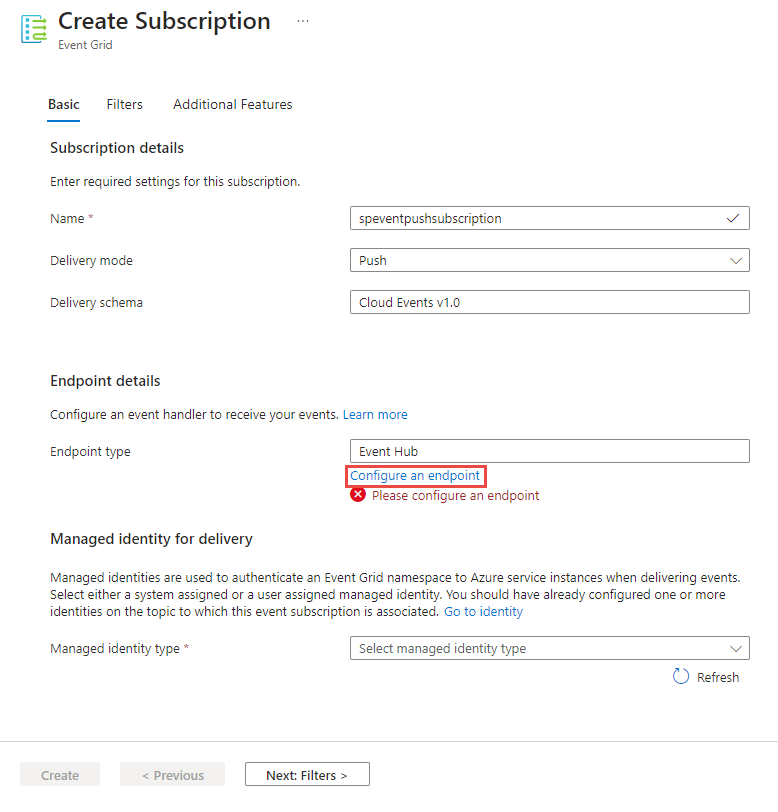 Create Subscription ...
Event Grid
Basic Filters Additional Features
Subscription details
Enter required settings for this subscription.
Name * speventpushsubscription
Delivery mode Push
Delivery schema Cloud Events v1.0
Endpoint details
Configure an event handler to receive your events. Learn more
Endpoint type Event Hub
Configure an endpoint
Please configure an endpoint
Managed identity for delivery
Managed identities are used to authenticate an Event Grid namespace to Azure service instances when delivering events.
Select either a system assigned or a user assigned managed identity. You should have already configured one or more
identities on the topic to which this event subscription is associated. Go to identity
Managed identity type * Select managed identity type
Refresh
Create < Previous Next: Filters >